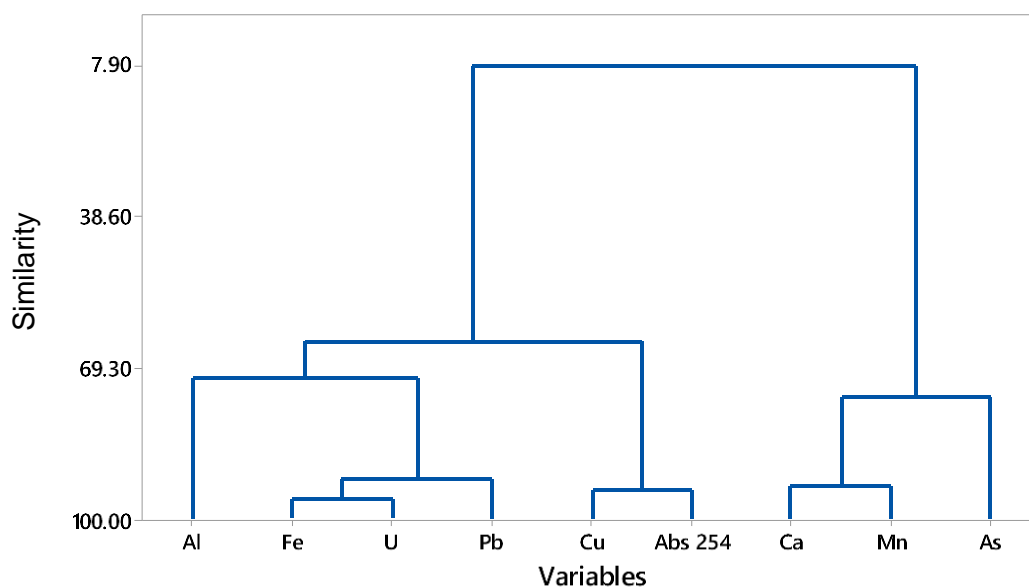 Similarity
7.90
38.60
69.30
100.00
Al Fe U Pb Cu Abs 254 Ca Mn As
Variables